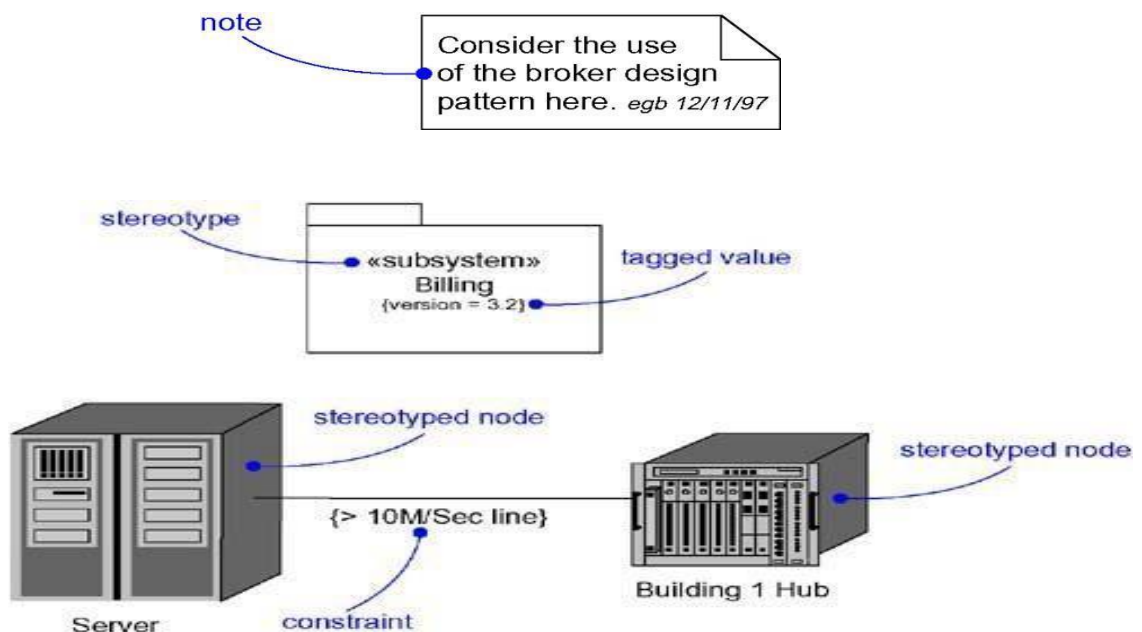 note
Consider the use
of the broker design
pattern here. egb 12/11/97
stereotype
«subsystem»
tagged value
Billing
{version = 3.2}
stereotyped node
stereotyped node
{> 10M/Sec line}
Building 1 Hub
Server
constraint